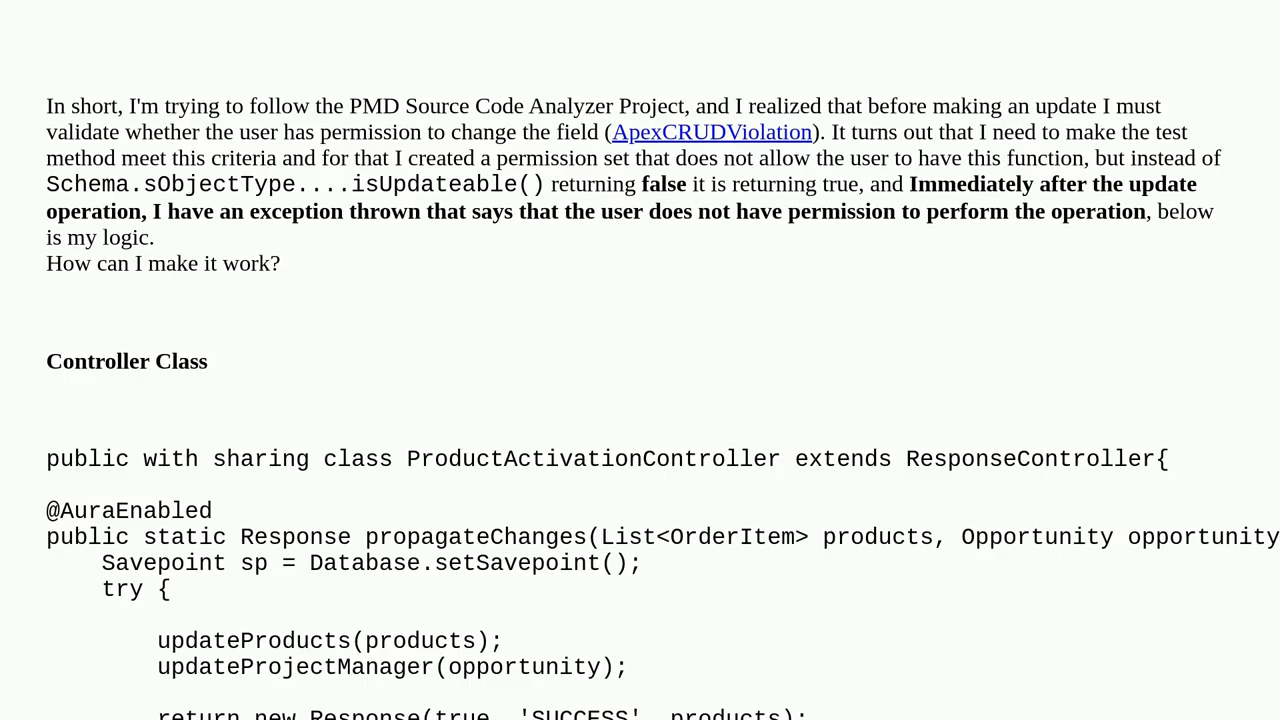 In short, I'm trying to follow the PMD Source Code Analyzer Project, and I realized that before making an update I must
validate whether the user has permission to change the field (ApexCRUDViolation). It turns out that I need to make the test
method meet this criteria and for that I created a permission set that does not allow the user to have this function, but instead of
Schema.sObjectType....isUpdateable() returning false it is returning true, and Immediately after the update
operation, I have an exception thrown that says that the user does not have permission to perform the operation, below
is my logic.
How can I make it work?
Controller Class
public with sharing class ProductActivationController extends ResponseController{
@AuraEnabled
public static Response propagateChanges(List<OrderItem> products, Opportunity opportunity
Savepoint sp = Database.setSavepoint();
try {
updateProducts(products);
updateProjectManager(opportunity);
return new Response(true, 'SUCCESS', products);